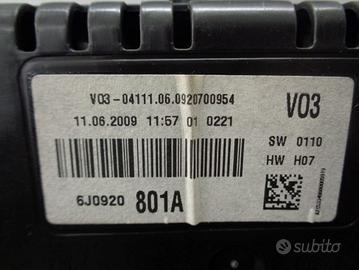 V03-04111.06.0920700954
11.06.2009 11:57 01 0221
V03
SW 0110
HW H07
6J0920 801A
subito